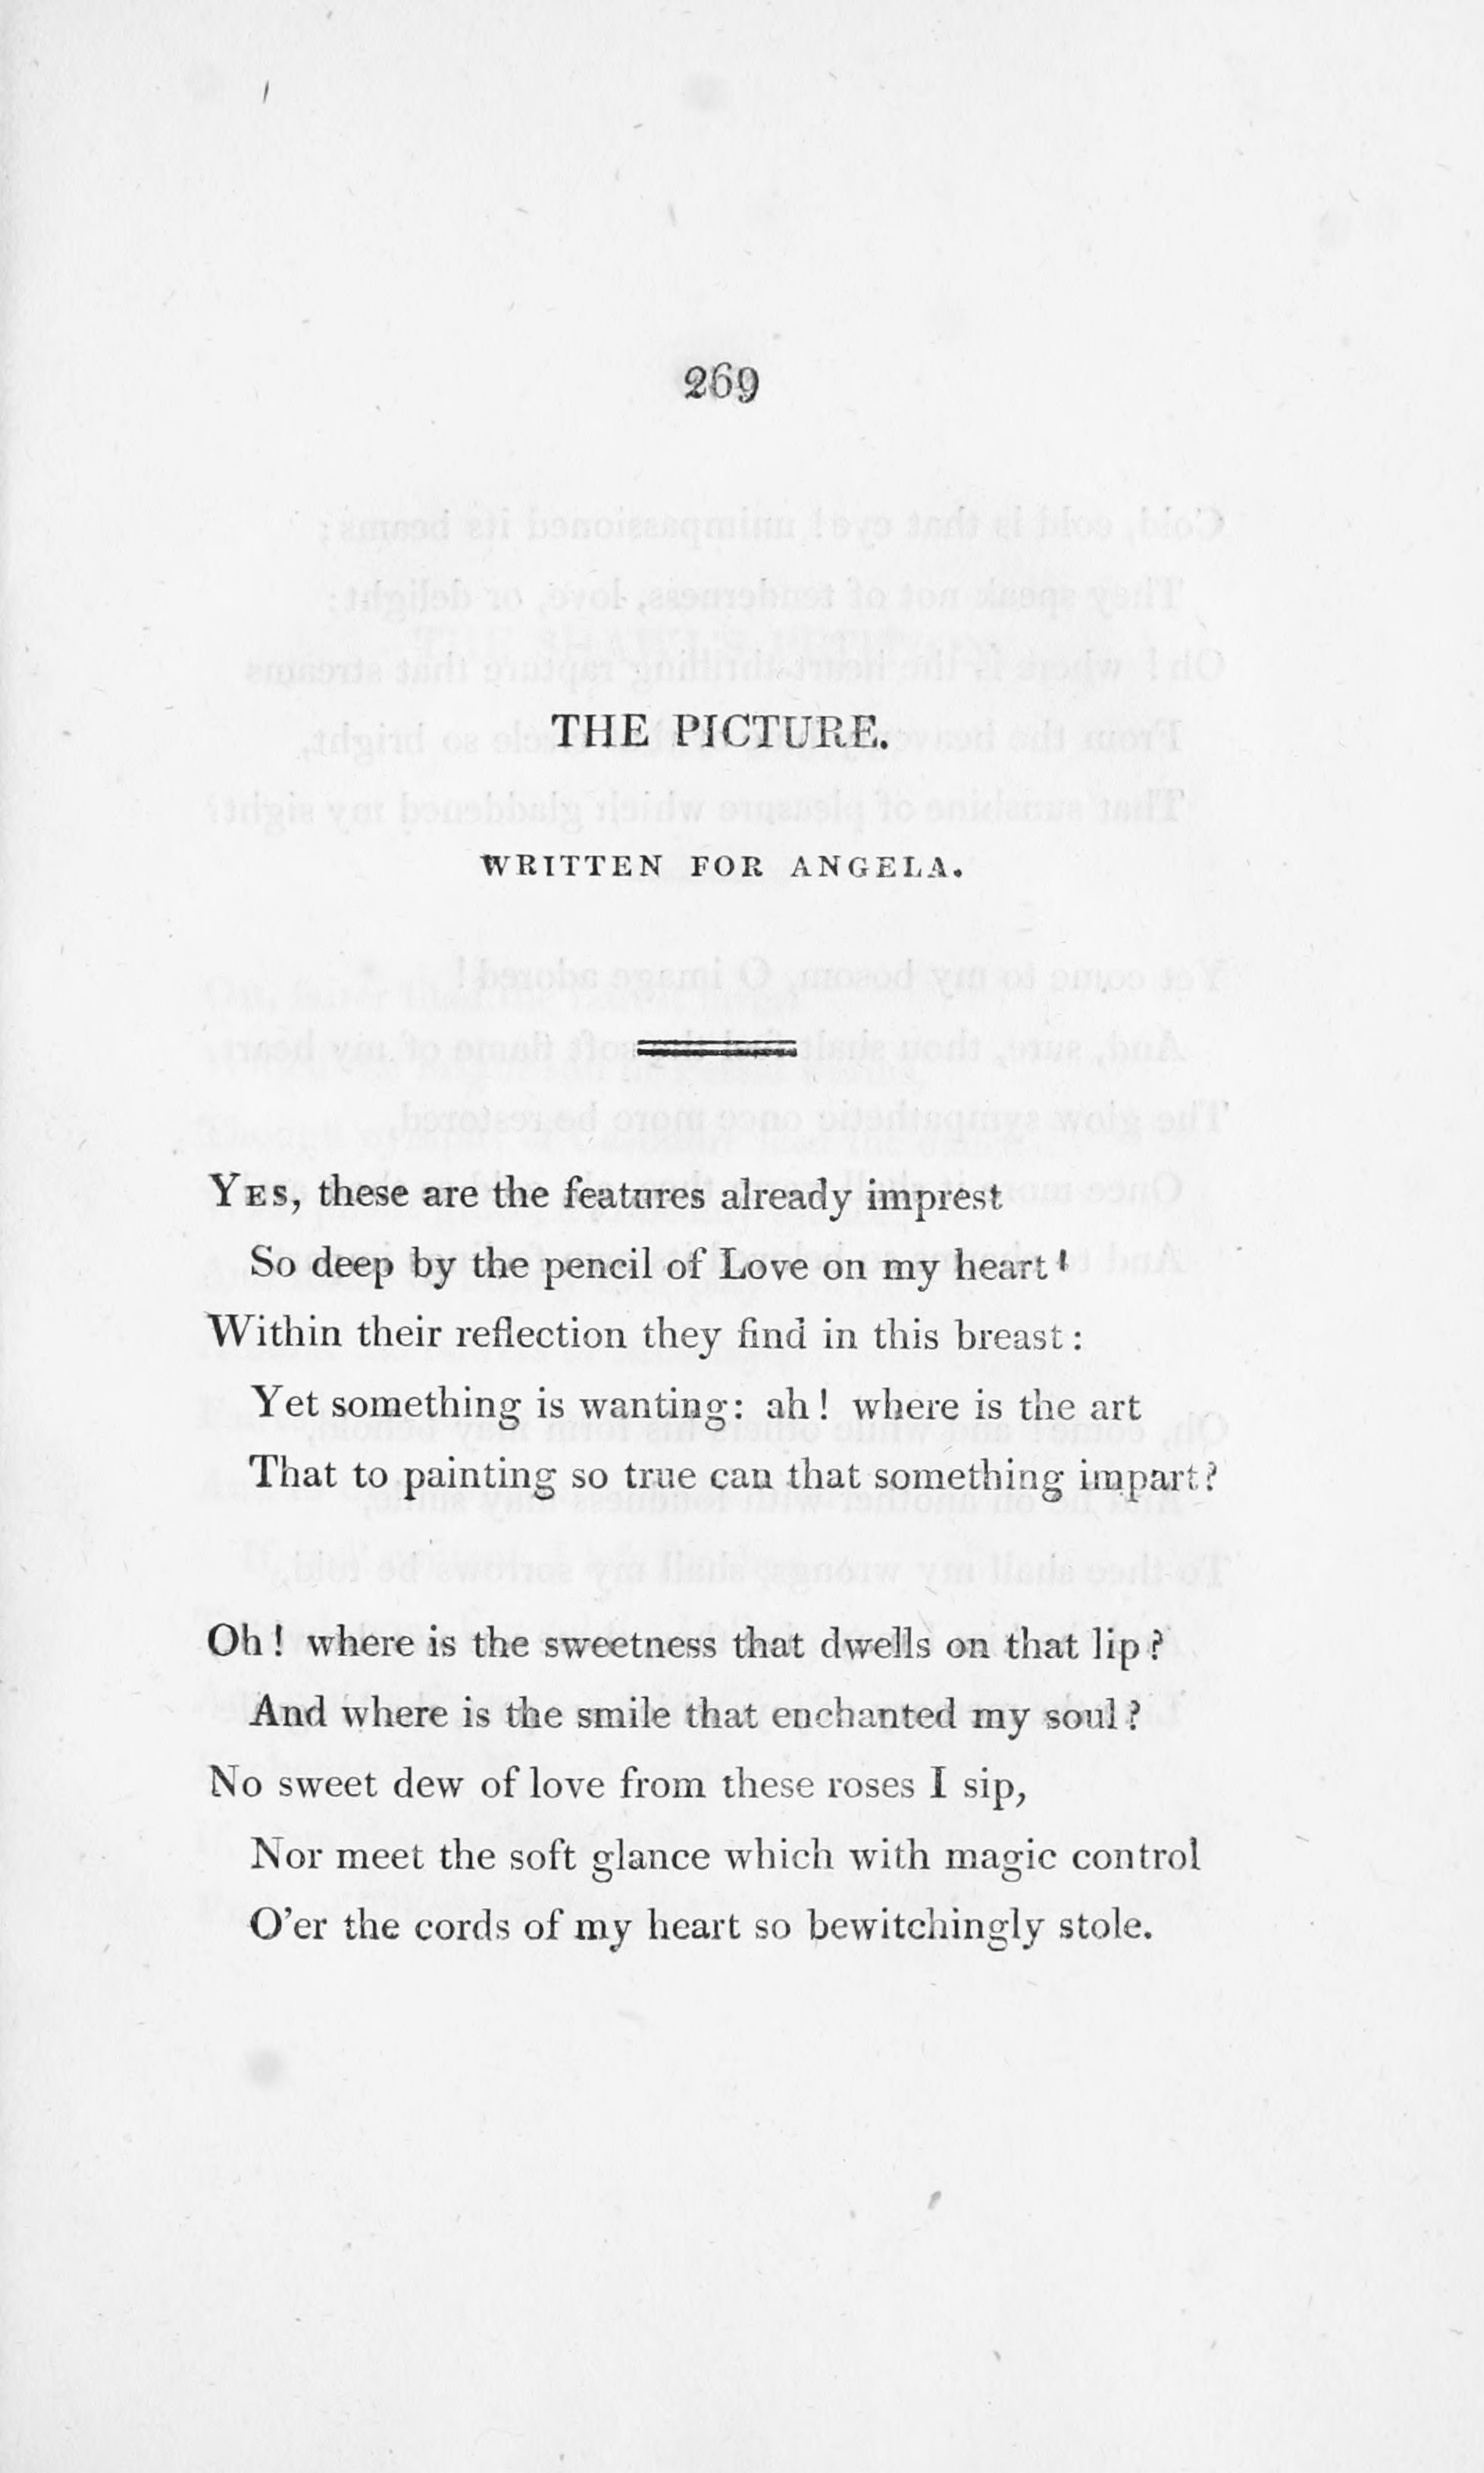 269
THE PICTURE.
WRITTEN FOR ANGELA.
YES, these are the features already imprest
So deep by the pencil of Love on my heart!
Within their reflection they find in this breast:
Yet something is wanting: ah! where is the art
That to painting so true can that something impart?
Oh! where is the sweetness that dwells on that lip?
And where is the smile that enchanted my soul?
No sweet dew of love from these roses I sip,
Nor meet the soft glance which with magic control
O'er the cords of my heart so bewitchingly stole.